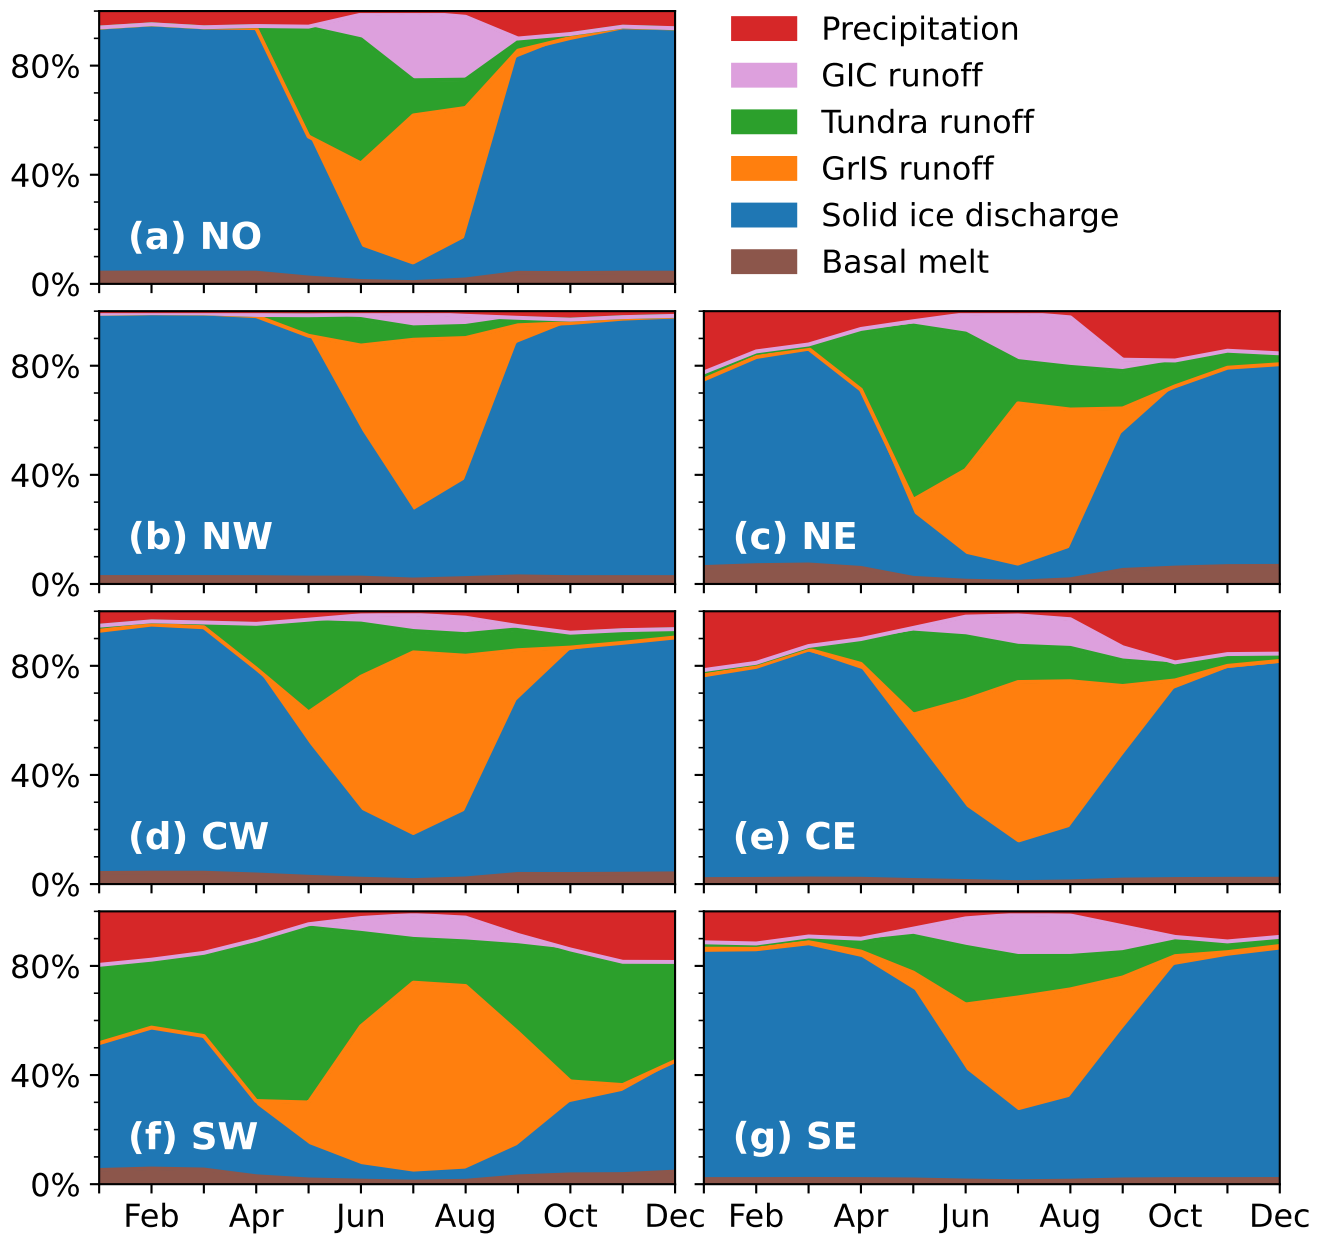 80%
40%
0%
(a) NO
Precipitation
GIC runoff
Tundra runoff
GrIS runoff
Solid ice discharge
Basal melt
80%
40%
0%
(b) NW
(c) NE
80%
40%
0%
(d) CW
(e) CE
80%
40%
0%
(f) SW
(g) SE
Feb Apr Jun Aug Oct Dec Feb Apr Jun Aug Oct Dec